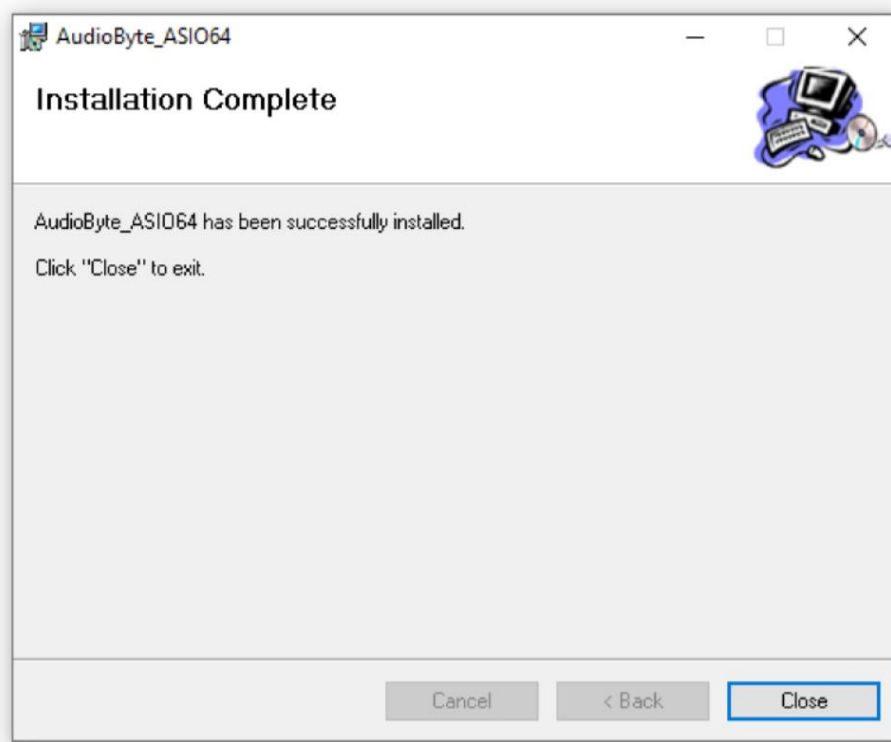 AudioByte_ASIO64
Installation Complete
AudioByte_ASIO64 has been successfully installed.
Click "Close" to exit.
Cancel
< Back
Close